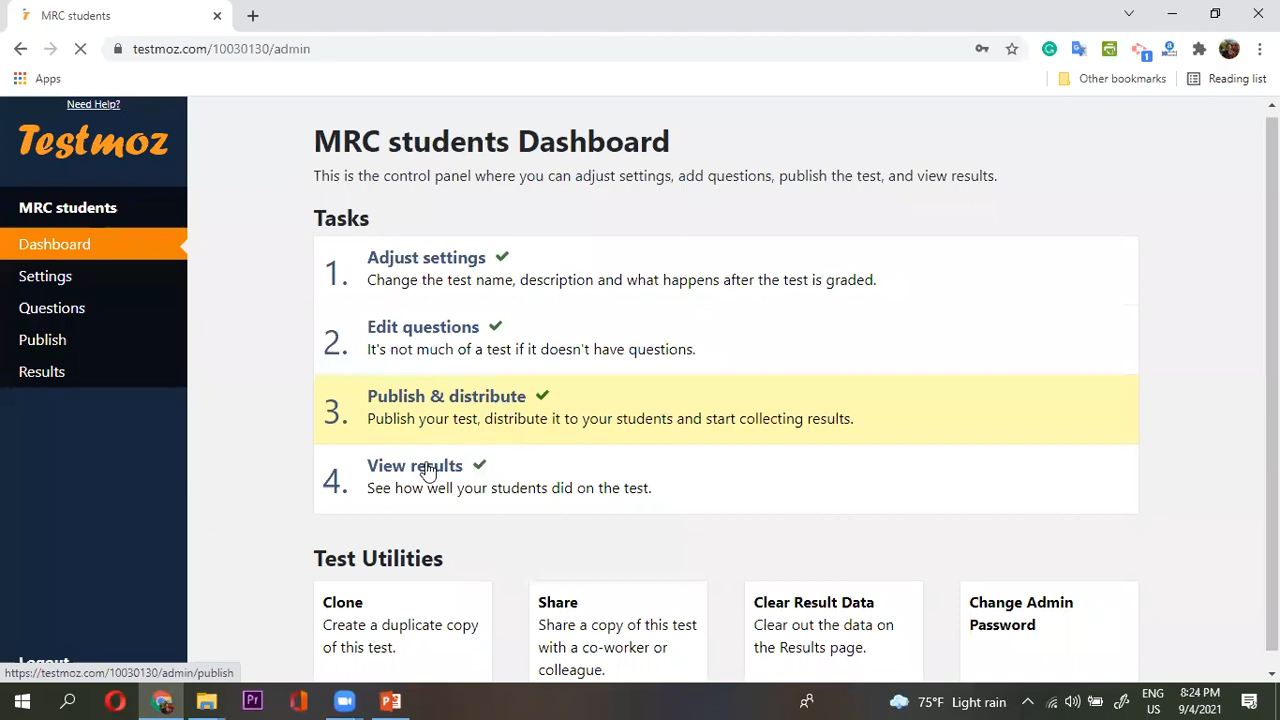 MRC students
testmoz.com/10030130/admin
1
Apps
Other bookmarks
Reading list
Need Help?
Testmoz
MRC students
Dashboard
Settings
Questions
Publish
Results
Logout
MRC students Dashboard
This is the control panel where you can adjust settings, add questions, publish the test, and view results.
Tasks
1. Adjust settings
Change the test name, description and what happens after the test is graded.
2. Edit questions
It's not much of a test if it doesn't have questions.
3. Publish & distribute
Publish your test, distribute it to your students and start collecting results.
4. View results
See how well your students did on the test.
Test Utilities
Clone
Create a duplicate copy
of this test.
Share
Share a copy of this test
with a co-worker or
colleague.
Clear Result Data
Clear out the data on
the Results page.
Change Admin
Password
https://testmoz.com/10030130/admin/publish
75°F Light rain
ENG
US
8:24 PM
9/4/2021